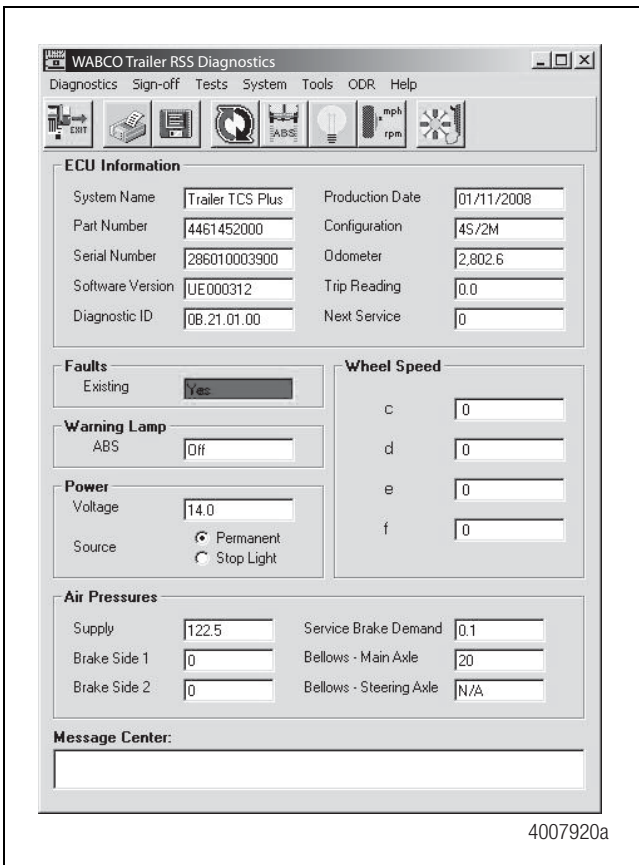 WABCO Trailer RSS Diagnostics
Diagnostics Sign-off Tests System Tools ODR Help
EXIT ABS mph
rpm
ECU Information
System Name Trailer TCS Plus Production Date 01/11/2008
Part Number 4461452000 Configuration 4S/2M
Serial Number 286010003900 Odometer 2,802.6
Software Version UE000312 Trip Reading 0.0
Diagnostic ID 0B.21.01.00 Next Service 0
Faults
Existing Yes
Warning Lamp
ABS Off
Power
Voltage 14.0
Source Permanent
Stop Light
Wheel Speed
c 0
d 0
e 0
f 0
Air Pressures
Supply 122.5 Service Brake Demand 0.1
Brake Side 1 0 Bellows - Main Axle 20
Brake Side 2 0 Bellows - Steering Axle N/A
Message Center:
4007920a